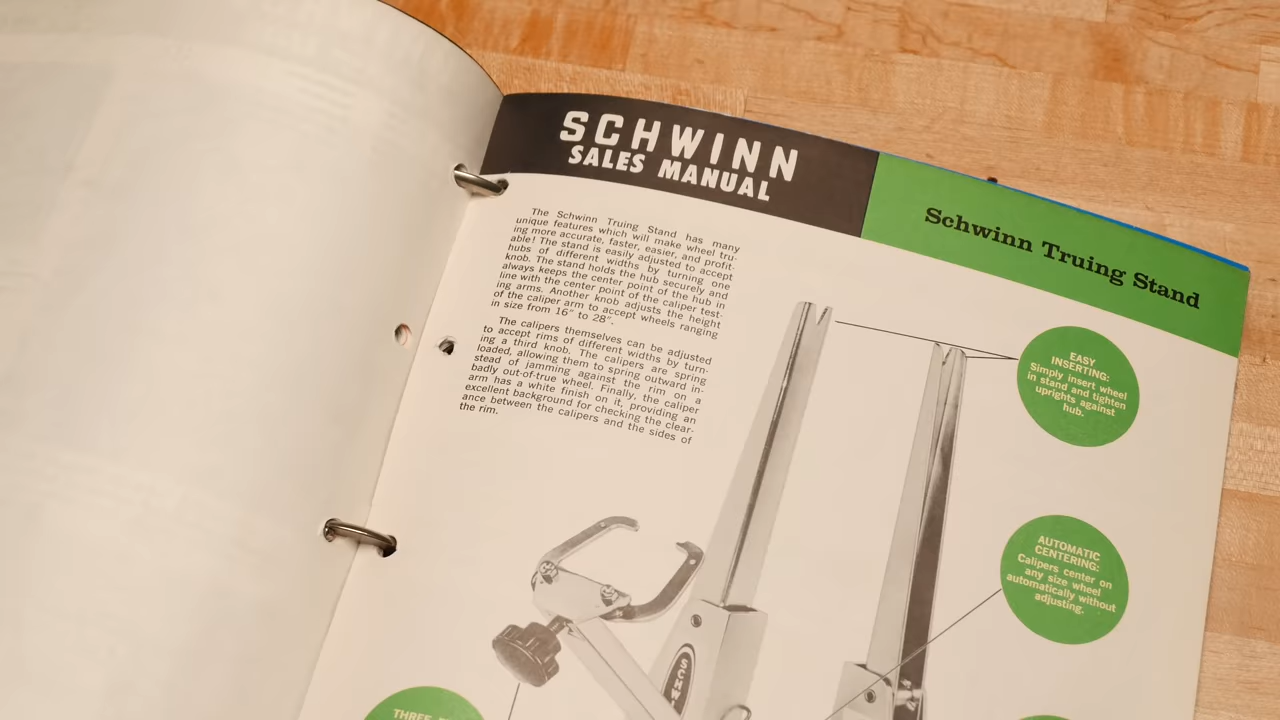 SCHWINN
SALES MANUAL
Schwinn Truing Stand
The Schwinn Truing Stand has many
unique features which will make wheel tru-
ing more accurate, faster, easier, and profit-
able! The stand is easily adjusted to accept
hubs of different widths by turning one
knob. The stand holds the hub securely and
always keeps the center point of the hub in
line with the center point of the caliper test-
ing arms. Another knob adjusts the height
of the caliper arm to accept wheels ranging
in size from 16" to 28".
The calipers themselves can be adjusted
to accept rims of different widths by turn-
ing a third knob. The calipers are spring
loaded, allowing them to spring outward in-
stead of jamming against the rim on a
badly out-of-true wheel. Finally, the caliper
arm has a white finish on it, providing an
excellent background for checking the clear-
ance between the calipers and the sides of
the rim.
EASY
INSERTING:
Simply insert wheel
in stand and tighten
uprights against
hub.
AUTOMATIC
CENTERING:
Calipers center on
any size wheel
automatically without
adjusting.
SCHW
THREE